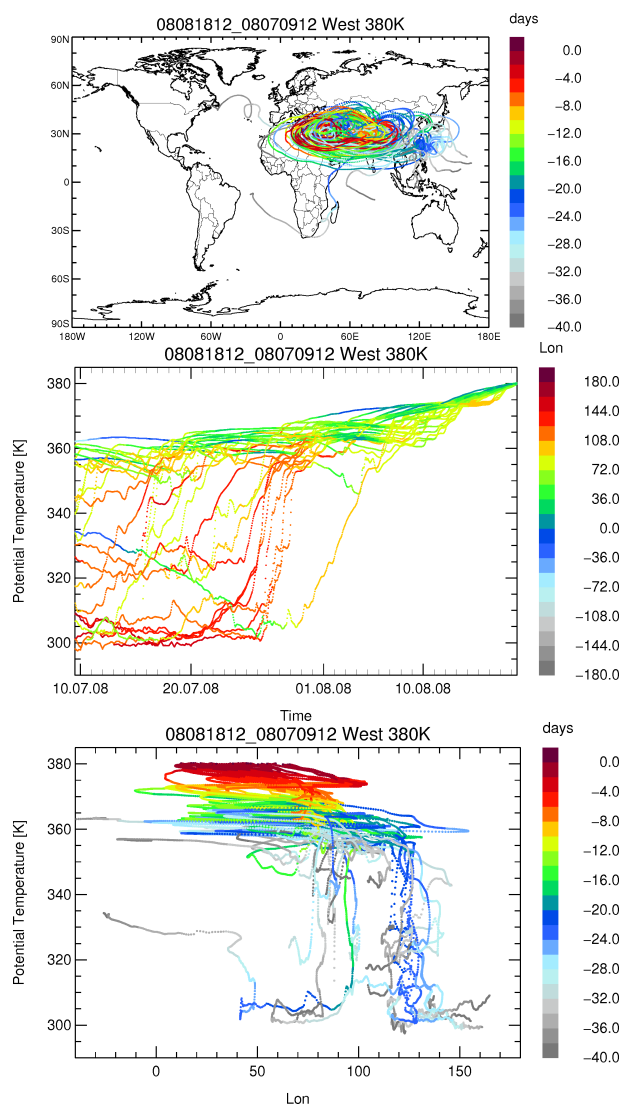 08081812_08070912 West 380K
days
90N
60N
30N
0
30S
60S
90S
180W
120W
60W
0
60E
120E
180E
0.0
−4.0
−8.0
−12.0
−16.0
−20.0
−24.0
−28.0
−32.0
−36.0
−40.0
08081812_08070912 West 380K
Lon
Potential Temperature [K]
380
360
340
320
300
10.07.08
20.07.08
01.08.08
10.08.08
Time
180.0
144.0
108.0
72.0
36.0
0.0
−36.0
−72.0
−108.0
−144.0
−180.0
08081812_08070912 West 380K
days
Potential Temperature [K]
380
360
340
320
300
0
50
100
150
Lon
0.0
−4.0
−8.0
−12.0
−16.0
−20.0
−24.0
−28.0
−32.0
−36.0
−40.0